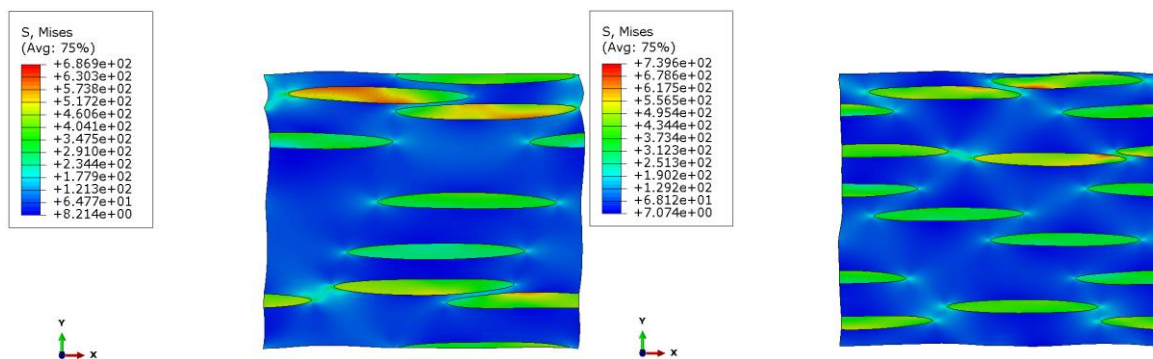 S, Mises
(Avg: 75%)
+6.869e+02
+6.303e+02
+5.738e+02
+5.172e+02
+4.606e+02
+4.041e+02
+3.475e+02
+2.910e+02
+2.344e+02
+1.779e+02
+1.213e+02
+6.477e+01
+8.214e+00
Y
X
S, Mises
(Avg: 75%)
+7.396e+02
+6.786e+02
+6.175e+02
+5.565e+02
+4.954e+02
+4.344e+02
+3.734e+02
+3.123e+02
+2.513e+02
+1.902e+02
+1.292e+02
+6.812e+01
+7.074e+00
Y
X